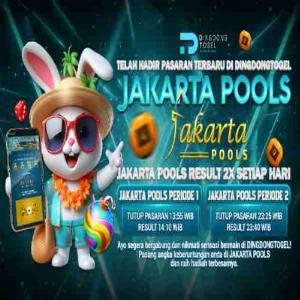 DINGDONG
TOGEL
TELAH HADIR PASARAN TERBARU DI DINGDONGTOGEL
JAKARTA POOLS
Jakarta
POOLS
JAKARTA POOLS RESULT 2X SETIAP HARI
JAKARTA POOLS PERIODE 1
TUTUP PASARAN 13:55 WIB
RESULT 14:10 WIB
JAKARTA POOLS PERIODE 2
TUTUP PASARAN 23:25 WIB
RESULT 23:40 WIB
Ayo segera bergabung dan nikmati sensasi bermain di DINGDONGTOGEL!
Pasang angka keberuntungan anda di JAKARTA POOLS
dan raih hadiah terbesarnya.